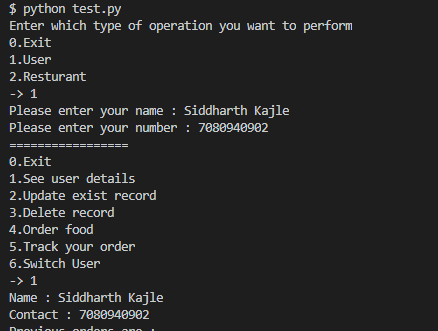 $ python test.py
Enter which type of operation you want to perform
0.Exit
1.User
2.Resturant
-> 1
Please enter your name : Siddharth Kajle
Please enter your number : 7080940902
=================
0.Exit
1.See user details
2.Update exist record
3.Delete record
4.Order food
5.Track your order
6.Switch User
-> 1
Name : Siddharth Kajle
Contact : 7080940902
Previous orders are :